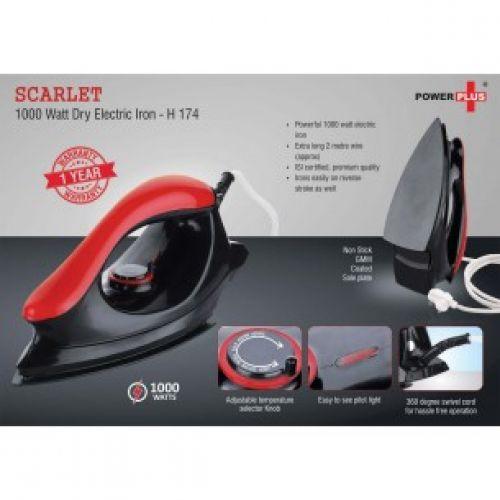 SCARLET
1000 Watt Dry Electric Iron - H 174
POWER PLUS
®
WARRANTY
1 YEAR
WARRANTY
• Powerful 1000 watt electric
iron
• Extra long 2 metre wire
(approx)
• ISI certified, premium quality
• Irons easily on reverse
stroke as well
Non Stick
GMM
Coated
Sole plate
1000
WATTS
Adjustable temperature
selector Knob
Easy to see pilot light
360 degree swivel cord
for hassle free operation